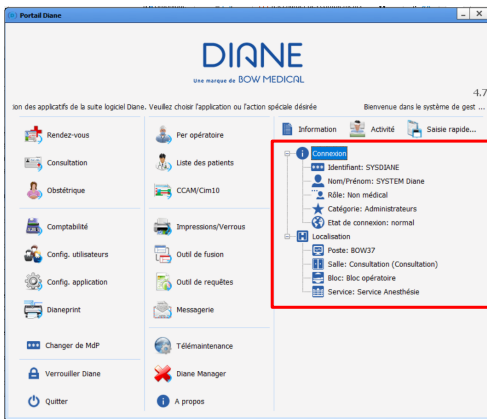 Portail Diane
DIANE
Une marque de BOW MEDICAL
4.7
ion des applicatifs de la suite logiciel Diane. Veuillez choisir l'application ou l'action spéciale désirée
Bienvenue dans le système de gest ...
Rendez-vous
Per opératoire
Information
Activité
Saisie rapide...
Consultation
Liste des patients
Obstétrique
CCAM/Cim10
Connexion
Identifiant: SYSDIANE
Nom/Prénom: SYSTEM Diane
Rôle: Non médical
Catégorie: Administrateurs
Etat de connexion: normal
Localisation
Poste: BOW37
Salle: Consultation (Consultation)
Bloc: Bloc opératoire
Service: Service Anesthésie
Comptabilité
Impressions/Verrous
Config. utilisateurs
Outil de fusion
Config. application
Outil de requêtes
Dianeprint
Messagerie
Changer de MdP
Télémaintenance
Verrouiller Diane
Diane Manager
Quitter
A propos